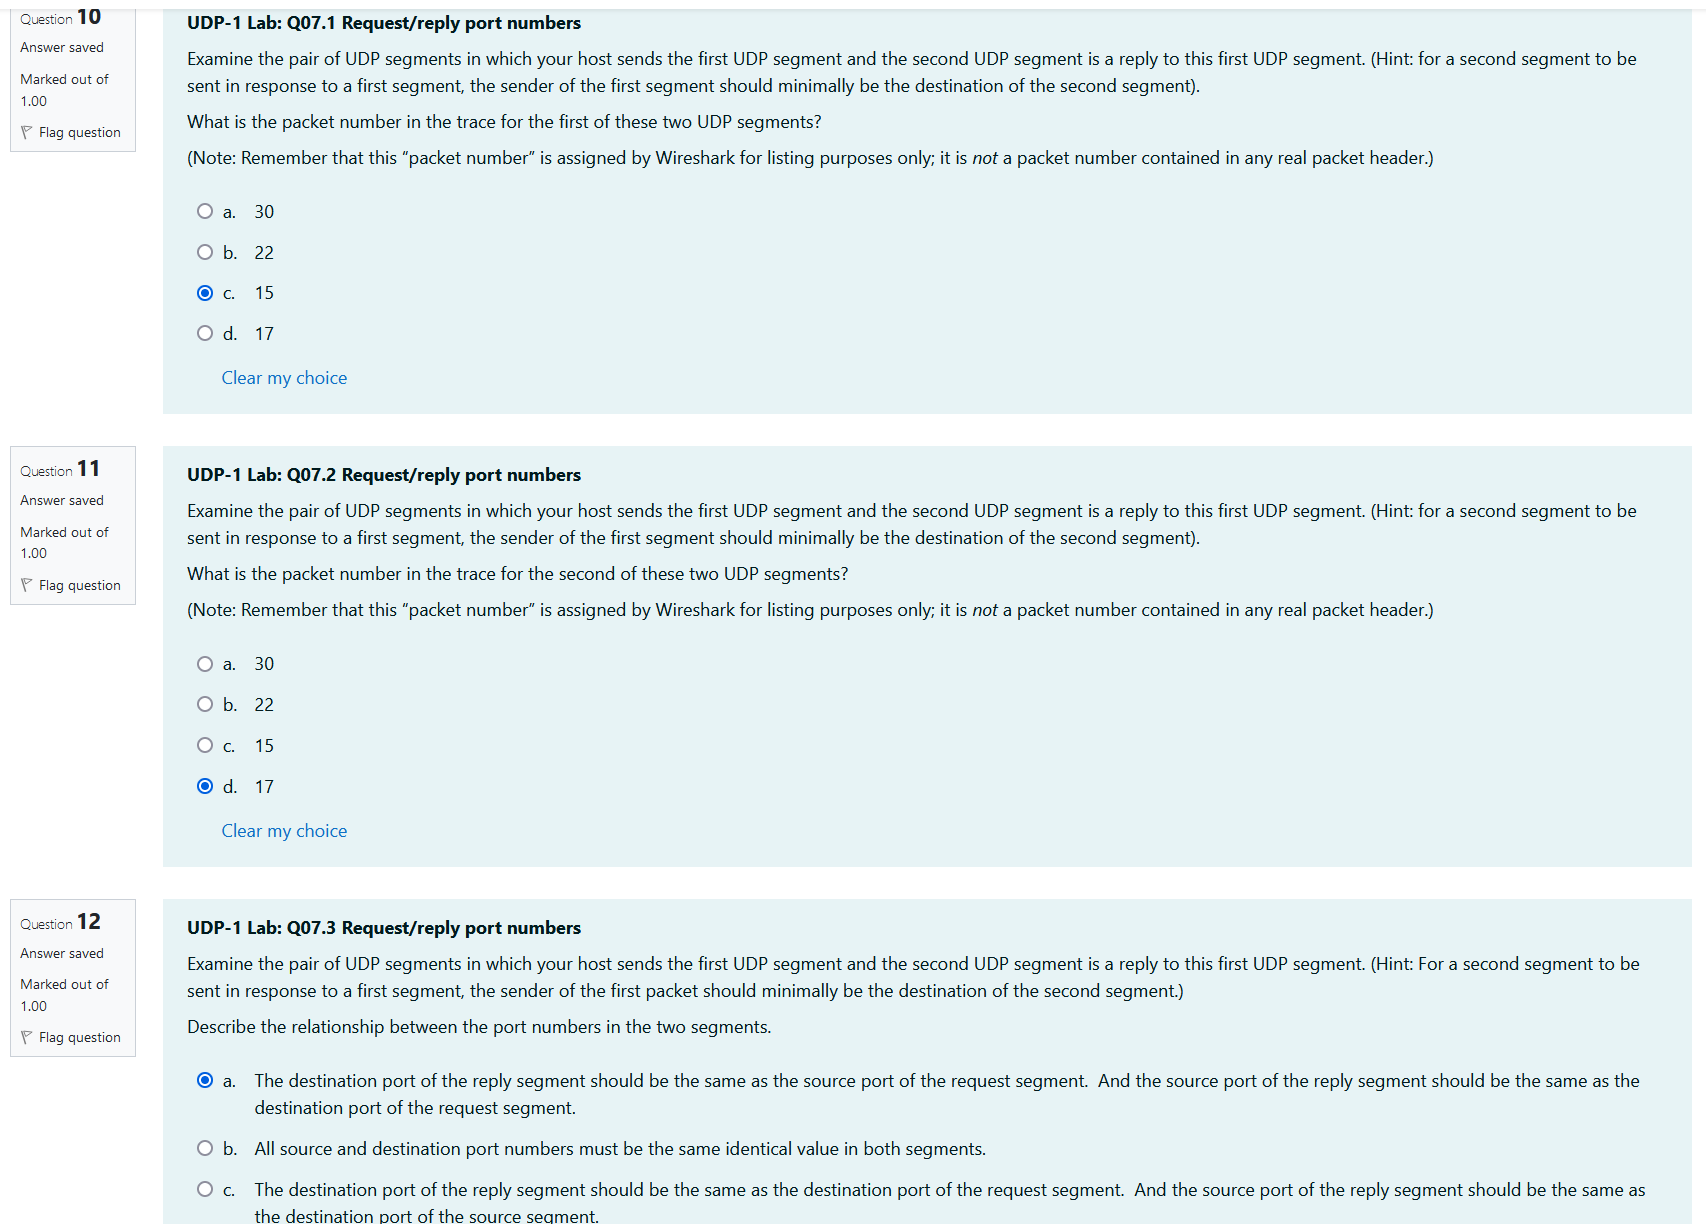 Question 10
Answer saved
Marked out of
1.00
Flag question
UDP-1 Lab: Q07.1 Request/reply port numbers
Examine the pair of UDP segments in which your host sends the first UDP segment and the second UDP segment is a reply to this first UDP segment. (Hint: for a second segment to be
sent in response to a first segment, the sender of the first segment should minimally be the destination of the second segment).
What is the packet number in the trace for the first of these two UDP segments?
(Note: Remember that this “packet number” is assigned by Wireshark for listing purposes only; it is not a packet number contained in any real packet header.)
a. 30
b. 22
c. 15
d. 17
Clear my choice
Question 11
Answer saved
Marked out of
1.00
Flag question
UDP-1 Lab: Q07.2 Request/reply port numbers
Examine the pair of UDP segments in which your host sends the first UDP segment and the second UDP segment is a reply to this first UDP segment. (Hint: for a second segment to be
sent in response to a first segment, the sender of the first segment should minimally be the destination of the second segment).
What is the packet number in the trace for the second of these two UDP segments?
(Note: Remember that this “packet number” is assigned by Wireshark for listing purposes only; it is not a packet number contained in any real packet header.)
a. 30
b. 22
c. 15
d. 17
Clear my choice
Question 12
Answer saved
Marked out of
1.00
Flag question
UDP-1 Lab: Q07.3 Request/reply port numbers
Examine the pair of UDP segments in which your host sends the first UDP segment and the second UDP segment is a reply to this first UDP segment. (Hint: For a second segment to be
sent in response to a first segment, the sender of the first packet should minimally be the destination of the second segment.)
Describe the relationship between the port numbers in the two segments.
a. The destination port of the reply segment should be the same as the source port of the request segment. And the source port of the reply segment should be the same as the
destination port of the request segment.
b. All source and destination port numbers must be the same identical value in both segments.
c. The destination port of the reply segment should be the same as the destination port of the request segment. And the source port of the reply segment should be the same as
the destination port of the source segment.